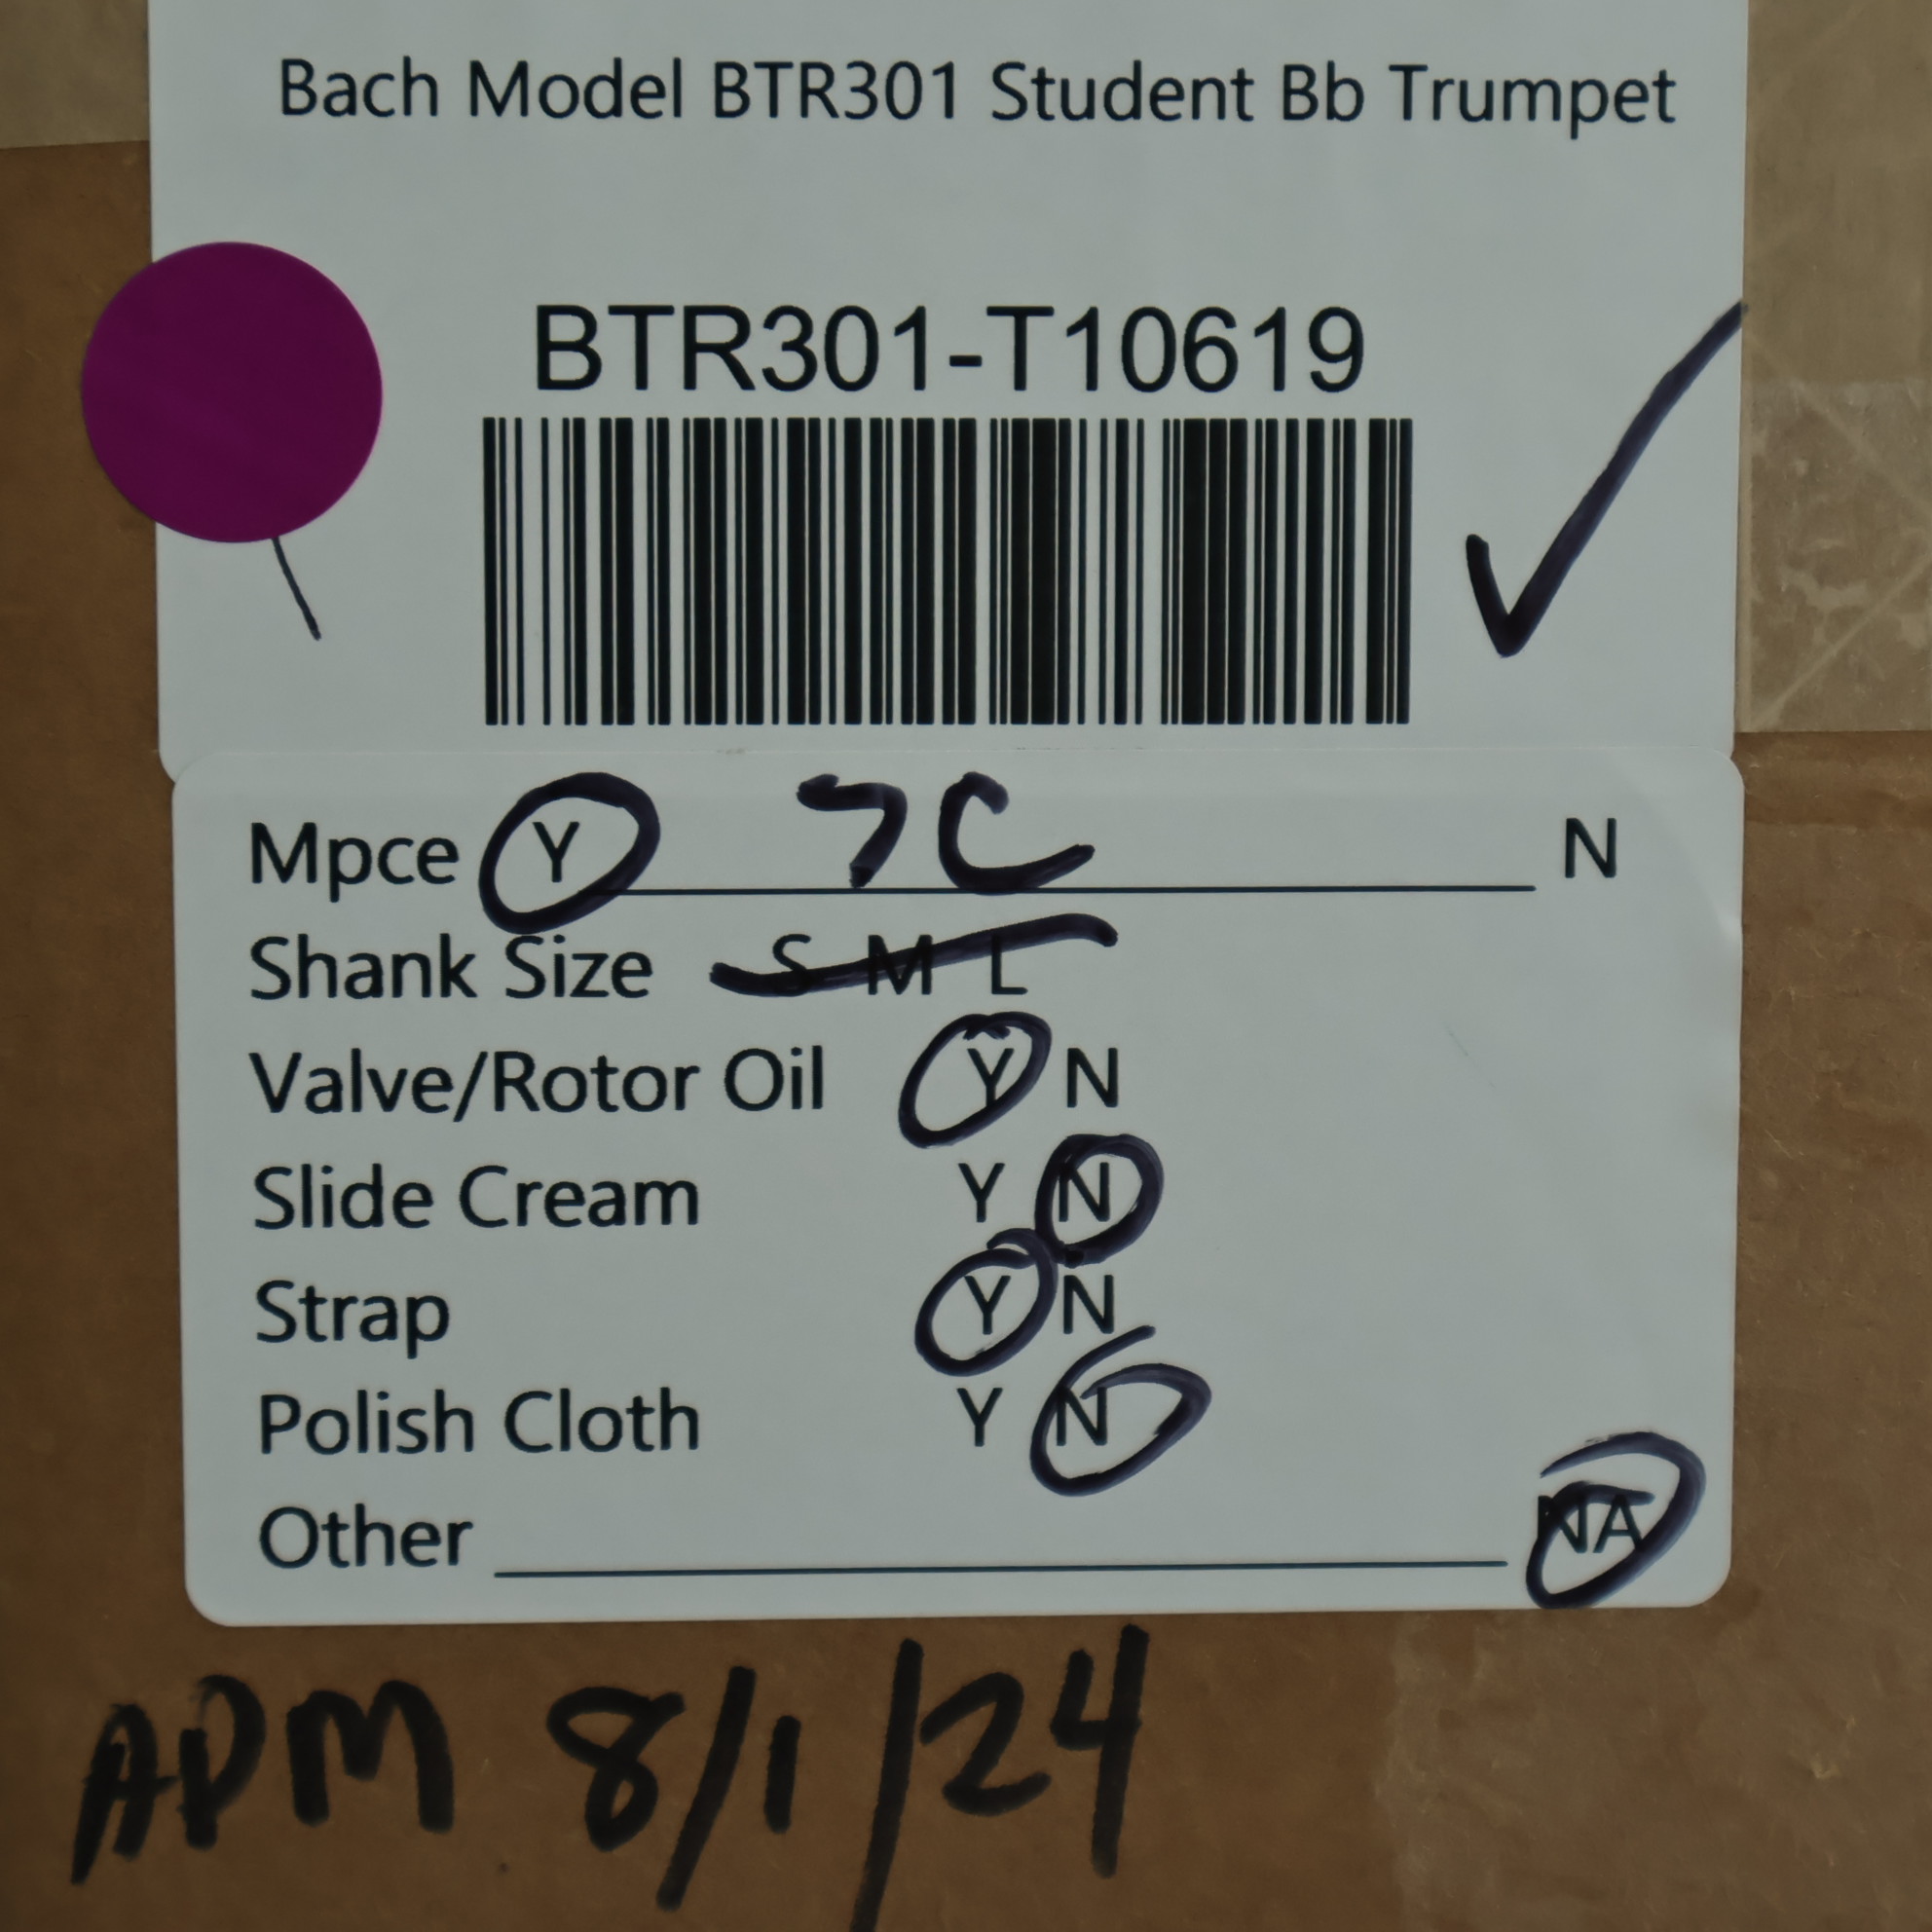 Bach Model BTR301 Student Bb Trumpet
BTR301-T10619
Mpce Y 7C N
Shank Size S M L
Valve/Rotor Oil Y N
Slide Cream Y N
Strap Y N
Polish Cloth Y N
Other NA
ADM 8/1/24